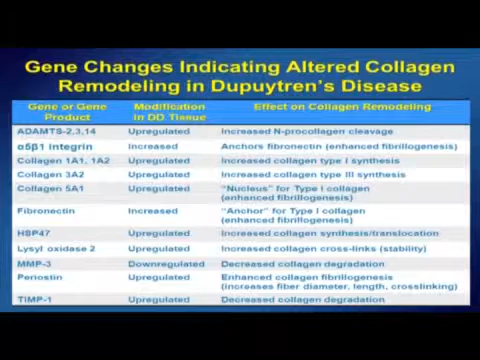 Gene Changes Indicating Altered Collagen
Remodeling in Dupuytren's Disease
Gene or Gene Product Modification in DD Tissue Effect on Collagen Remodeling
ADAMTS-2,3,14 Upregulated Increased N-procollagen cleavage
α5β1 integrin Increased Anchors fibronectin (enhanced fibrillogenesis)
Collagen 1A1, 1A2 Upregulated Increased collagen type I synthesis
Collagen 3A2 Upregulated Increased collagen type III synthesis
Collagen 5A1 Upregulated "Nucleus" for Type I collagen
(enhanced fibrillogenesis)
Fibronectin Increased "Anchor" for Type I collagen
(enhanced fibrillogenesis)
HSP47 Upregulated Increased collagen synthesis/translocation
Lysyl oxidase 2 Upregulated Increased collagen cross-links (stability)
MMP-3 Downregulated Decreased collagen degradation
Periostin Upregulated Enhanced collagen fibrillogenesis
(increases fiber diameter, length, crosslinking)
TIMP-1 Upregulated Decreased collagen degradation